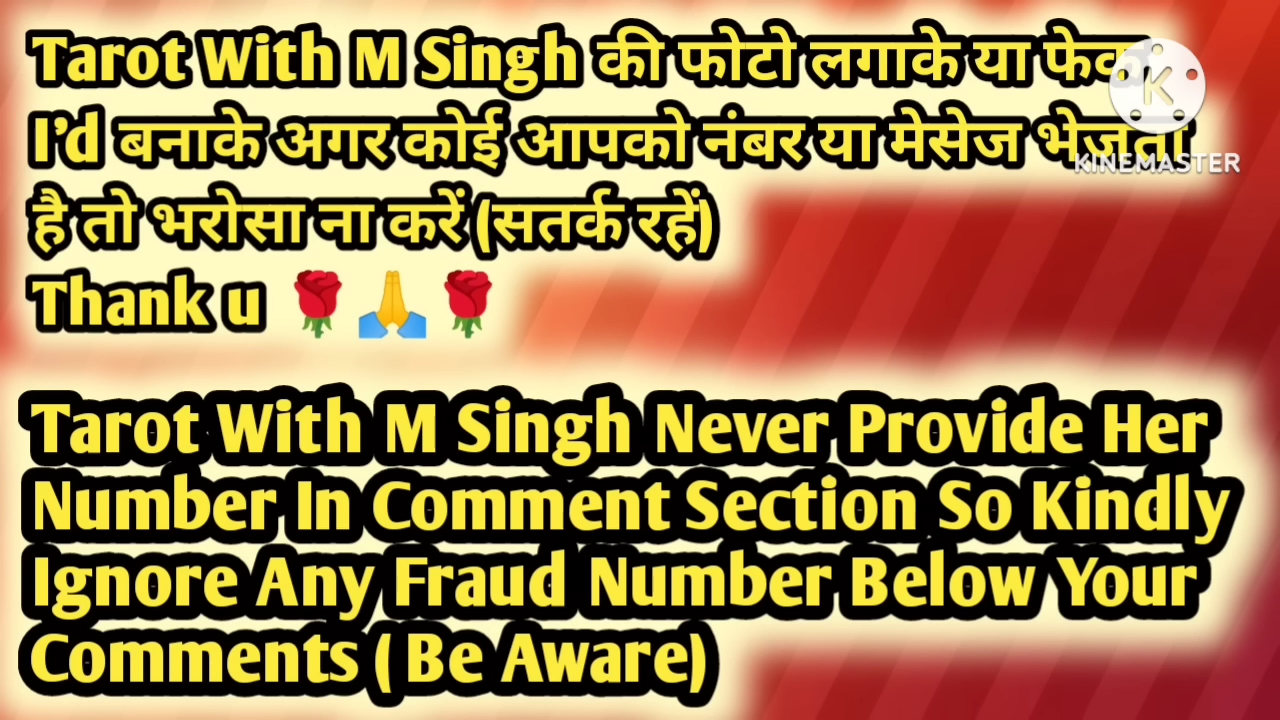 Tarot With M Singh की फोटो लगाके या फेक
I'd बनाके अगर कोई आपको नंबर या मेसेज भेजता
है तो भरोसा ना करें (सतर्क रहें)
Thank u 🌹🙏🌹
Tarot With M Singh Never Provide Her
Number In Comment Section So Kindly
Ignore Any Fraud Number Below Your
Comments ( Be Aware)
K
KINEMASTER